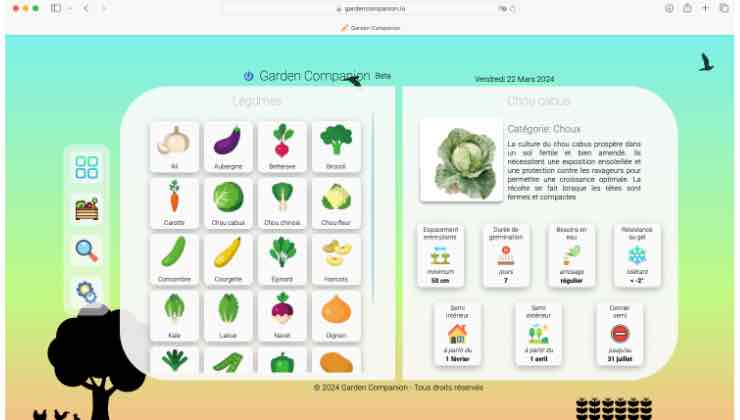 gardencompanion.io
Garden Companion
Garden Companion Beta
Vendredi 22 Mars 2024
Légumes
Ail
Aubergine
Betterave
Brocoli
Carotte
Chou cabus
Chou chinois
Chou fleur
Concombre
Courgette
Épinard
Haricots
Kale
Laitue
Navet
Oignon
Chou cabus
Catégorie: Choux
La culture du chou cabus prospère dans
un sol fertile et bien amendé. Ils
nécessitent une exposition ensoleillée et
une protection contre les ravageurs pour
permettre une croissance optimale. La
récolte se fait lorsque les têtes sont
fermes et compactes
Espacement
entre plants
minimum
50 cm
Durée de
germination
jours
7
Besoins en
eau
arrosage
régulier
Résistance
au gel
tolérant
< -2°
Semi
intérieur
à partir du
1 février
Semi
extérieur
à partir du
1 avril
Dernier
semi
jusqu'au
31 juillet
© 2024 Garden Companion - Tous droits réservés